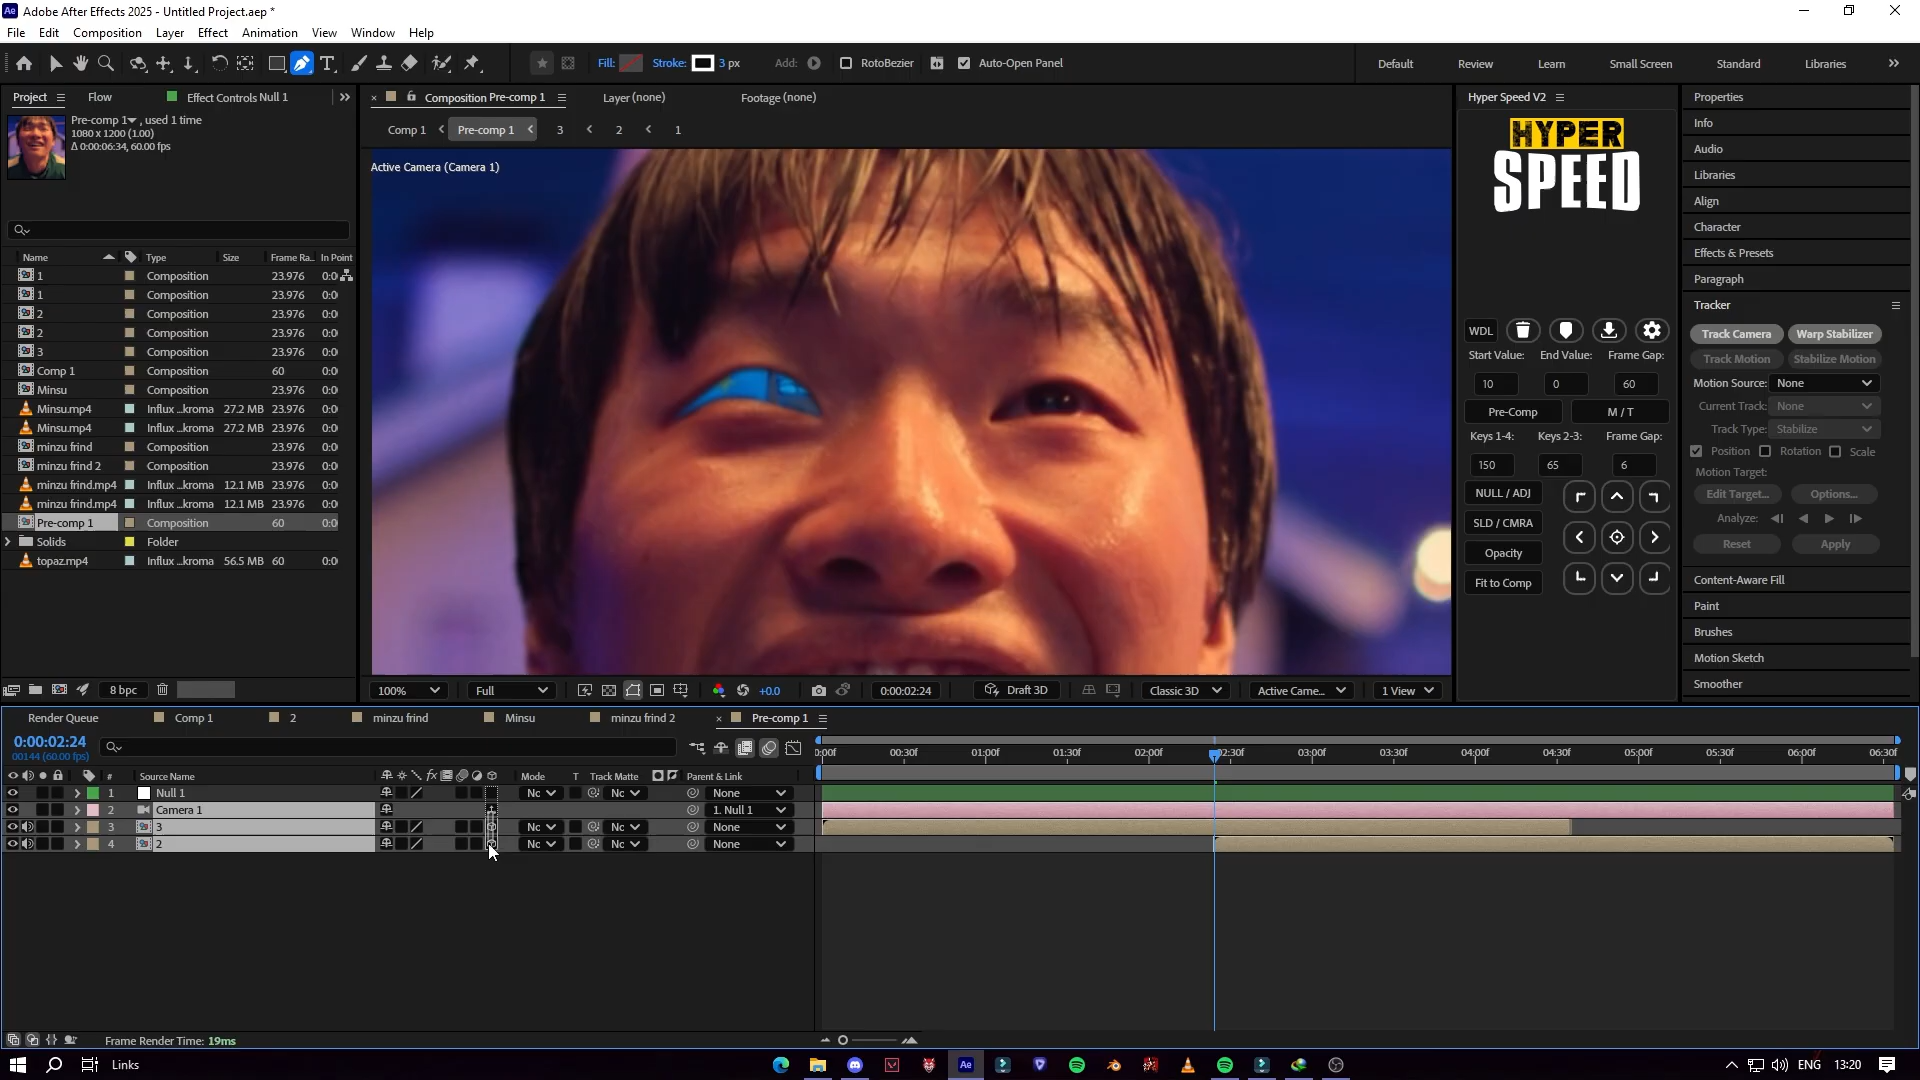 Adobe After Effects 2025 - Untitled Project.aep *
File Edit Composition Layer Effect Animation View Window Help
Fill: Stroke: 3 px Add: RotoBezier Auto-Open Panel Default Review Learn Small Screen Standard Libraries
Project Flow Effect Controls Null 1
Composition Pre-comp 1 Layer (none) Footage (none)
Comp 1 Pre-comp 1 3 2 1
Pre-comp 1 , used 1 time
1080 x 1200 (1.00)
Δ 0:00:06:34, 60.00 fps
Name Type Size Frame Ra... In Point
1 Composition 23.976 0:0
1 Composition 23.976 0:0
2 Composition 23.976 0:0
2 Composition 23.976 0:0
3 Composition 23.976 0:0
Comp 1 Composition 60 0:0
Minsu Composition 23.976 0:0
Minsu.mp4 Influx ...kroma 27.2 MB 23.976 0:0
Minsu.mp4 Influx ...kroma 27.2 MB 23.976 0:0
minzu frind Composition 23.976 0:0
minzu frind 2 Composition 23.976 0:0
minzu frind.mp4 Influx ...kroma 12.1 MB 23.976 0:0
minzu frind.mp4 Influx ...kroma 12.1 MB 23.976 0:0
Pre-comp 1 Composition 60 0:0
Solids Folder
topaz.mp4 Influx ...kroma 56.5 MB 60 0:0
8 bpc
Active Camera (Camera 1)
100% Full +0.0 0:00:02:24 Draft 3D Classic 3D Active Came... 1 View
Hyper Speed V2
HYPER
SPEED
WDL
Start Value: End Value: Frame Gap:
10 0 60
Pre-Comp M / T
Keys 1-4: Keys 2-3: Frame Gap:
150 65 6
NULL / ADJ
SLD / CMRA
Opacity
Fit to Comp
Properties
Info
Audio
Libraries
Align
Character
Effects & Presets
Paragraph
Tracker
Track Camera Warp Stabilizer
Track Motion Stabilize Motion
Motion Source: None
Current Track: None
Track Type: Stabilize
Position Rotation Scale
Motion Target:
Edit Target... Options...
Analyze:
Reset Apply
Content-Aware Fill
Paint
Brushes
Motion Sketch
Smoother
Render Queue Comp 1 2 minzu frind Minsu minzu frind 2 Pre-comp 1
0:00:02:24
00144 (60.00 fps)
):00f 00:30f 01:00f 01:30f 02:00f 02:30f 03:00f 03:30f 04:00f 04:30f 05:00f 05:30f 06:00f 06:30f
# Source Name fx Mode T Track Matte Parent & Link
1 Null 1 Nc Nc None
2 Camera 1 1. Null 1
3 3 Nc Nc None
4 2 Nc Nc None
Frame Render Time: 19ms
Links
ENG 13:20